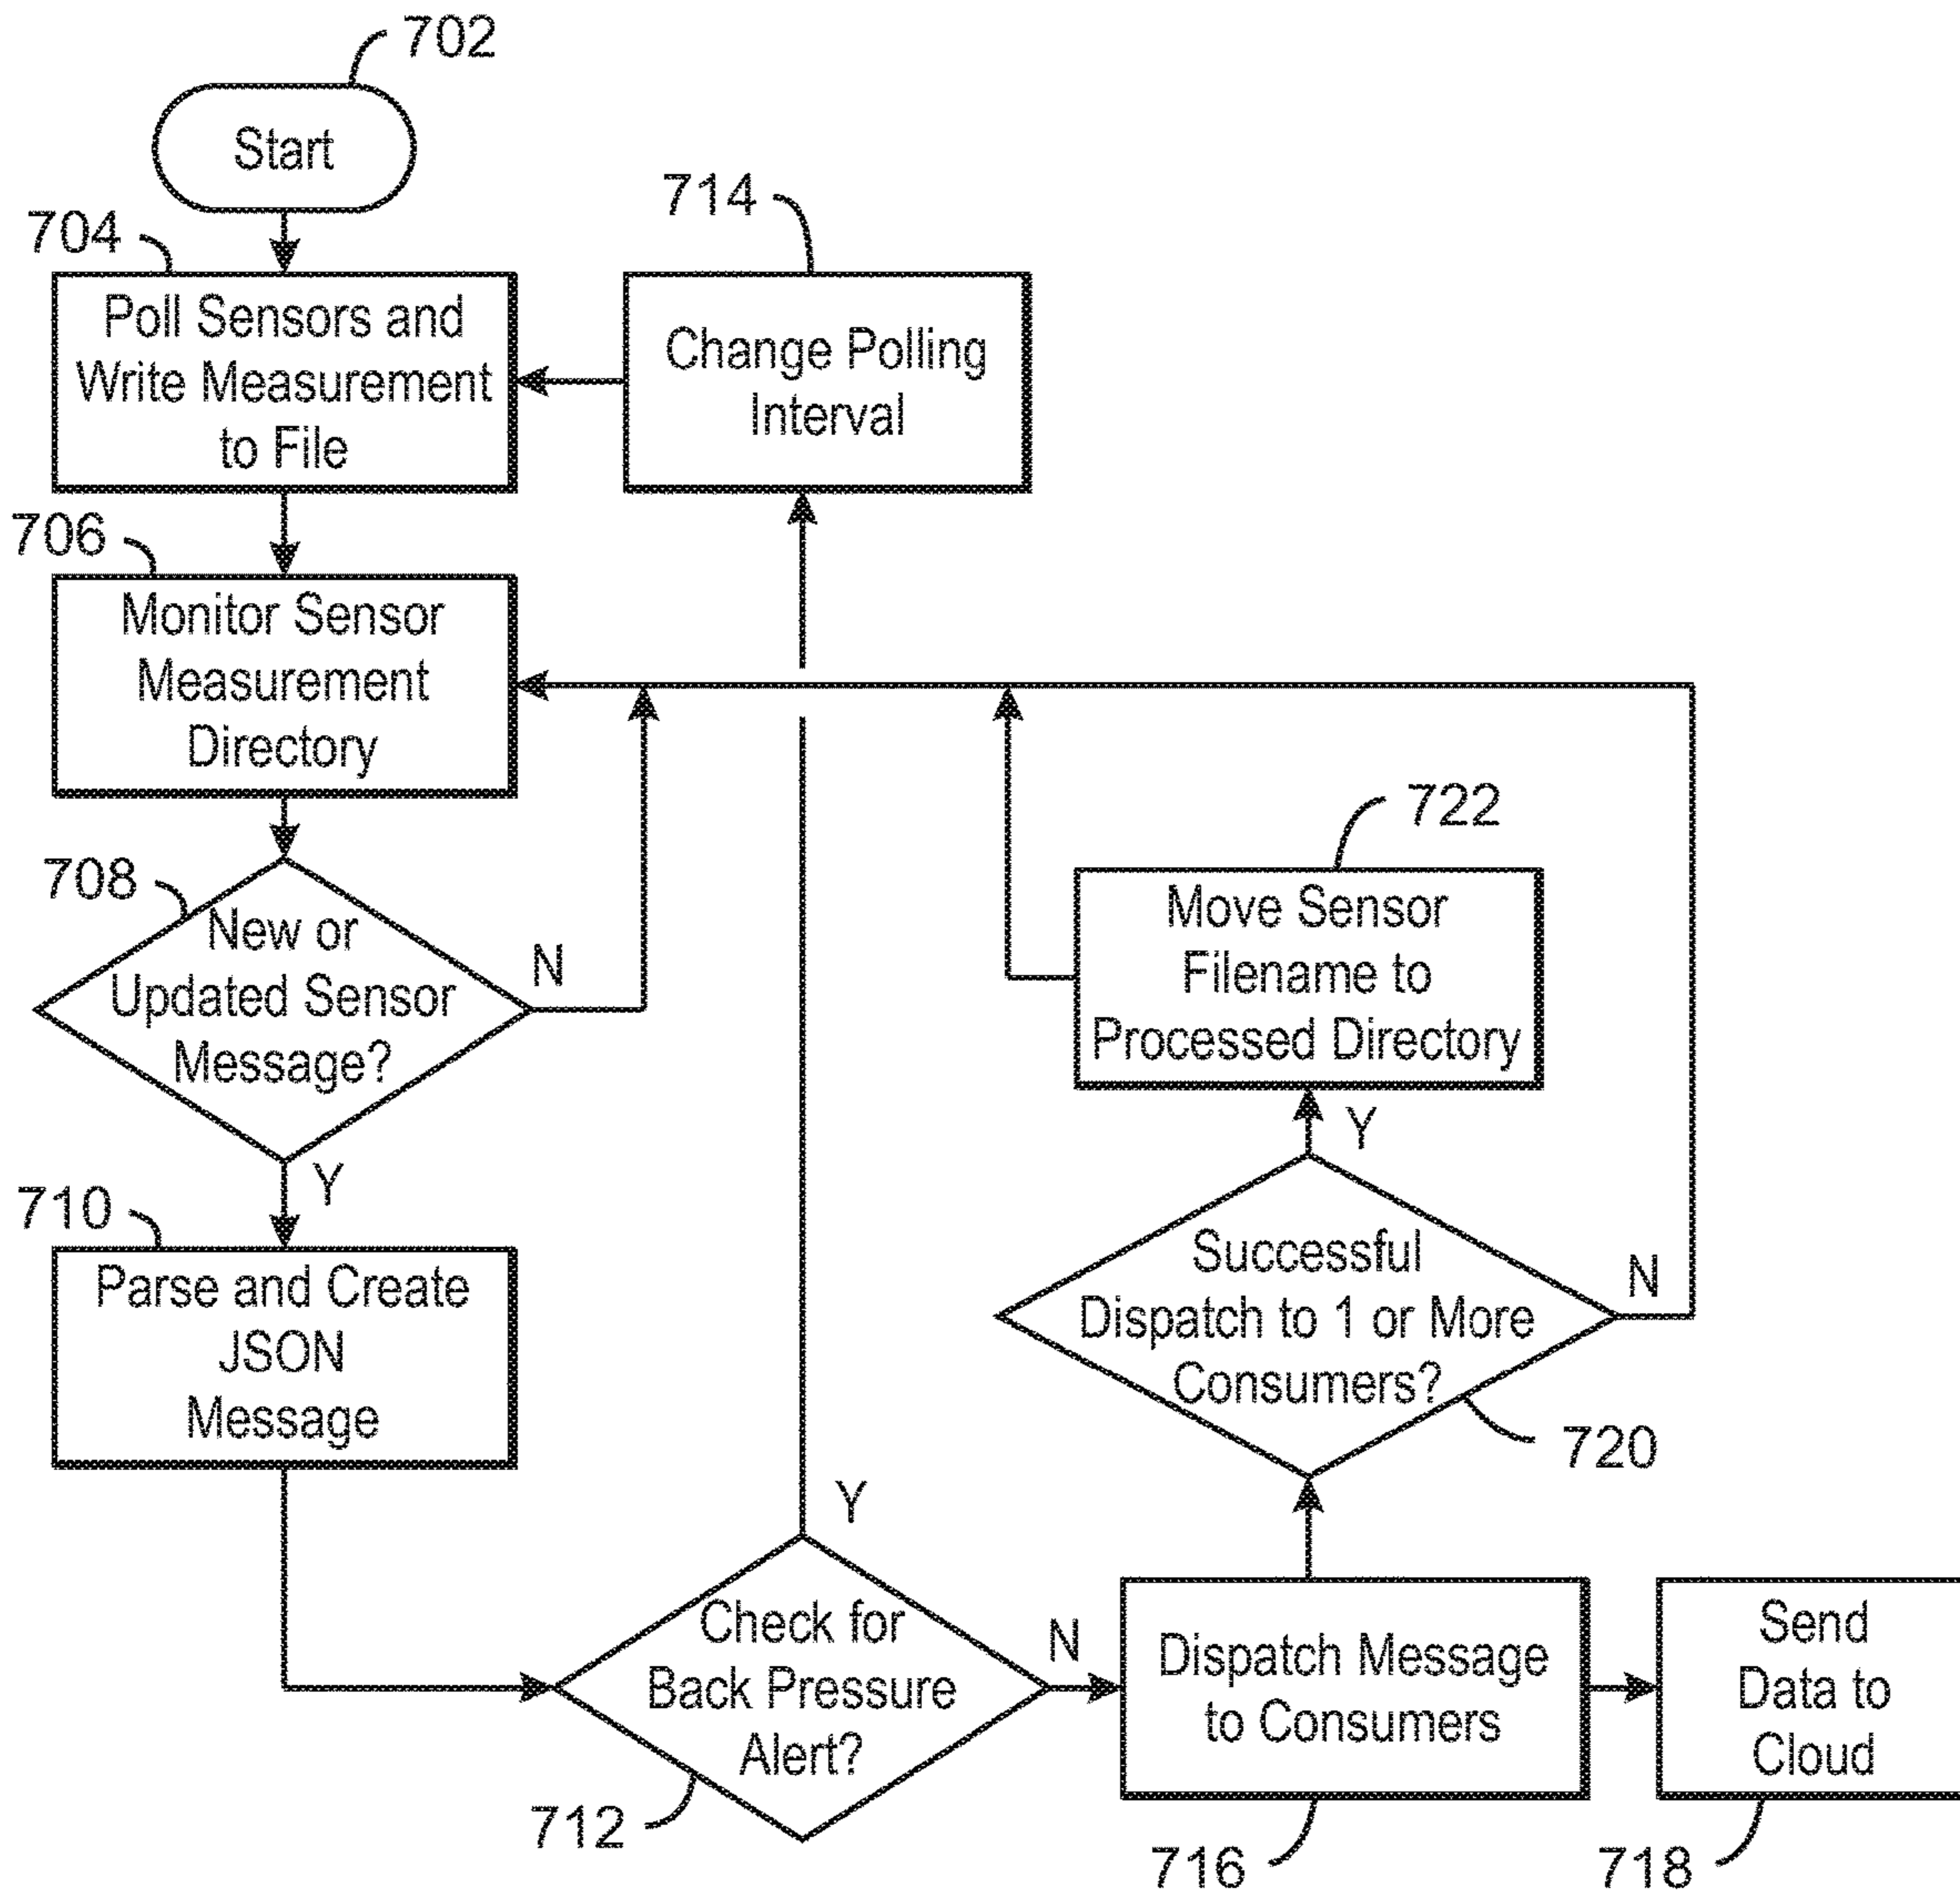 702
Start
714
704
Poll Sensors and
Write Measurement
to File
Change Polling
Interval
706
Monitor Sensor
Measurement
Directory
722
708
New or
Updated Sensor
Message?
N
Move Sensor
Filename to
Processed Directory
Y
Y
710
Parse and Create
JSON
Message
Successful
Dispatch to 1 or More
Consumers?
N
720
Y
Check for
Back Pressure
Alert?
N
712
Dispatch Message
to Consumers
716
Send
Data to
Cloud
718